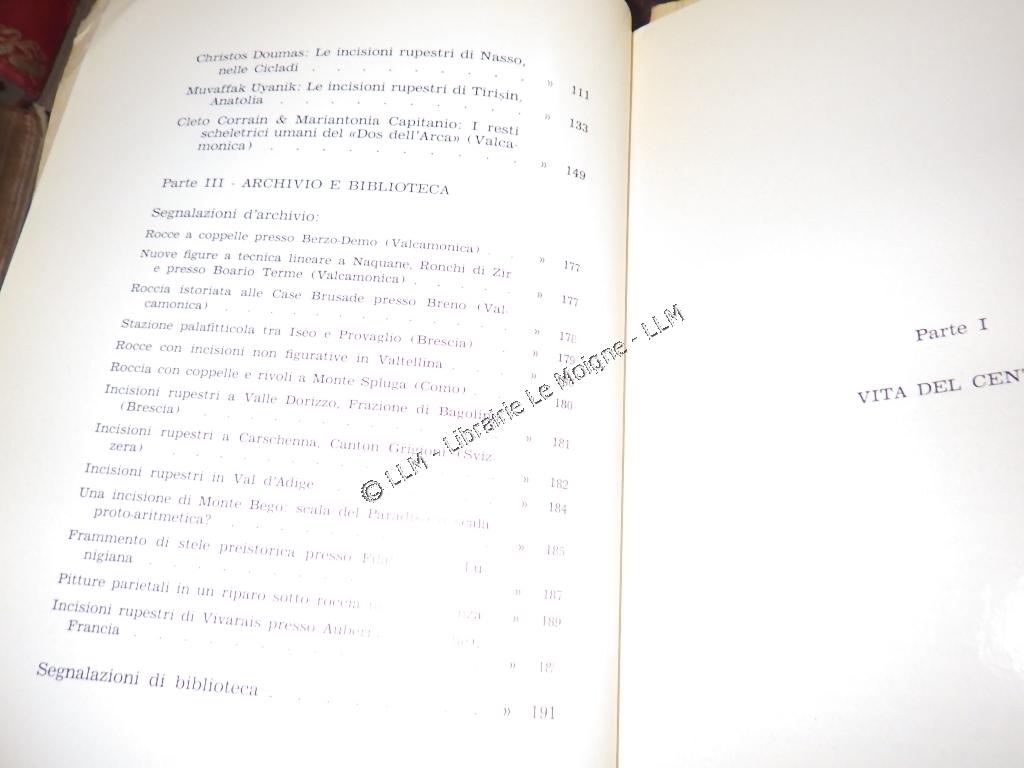 Christos Doumas: Le incisioni rupestri di Nasso,
nelle Cicladi . . . . . . . . » 111
Muvaffak Uyanik: Le incisioni rupestri di Tirişin,
Anatolia . . . . . . . . . » 133
Cleto Corrain & Mariantonia Capitanio: I resti
scheletrici umani del «Dos dell'Arca» (Valca-
monica) . . . . . . . . . » 149
Parte III - ARCHIVIO E BIBLIOTECA
Segnalazioni d'archivio:
Rocce a coppelle presso Berzo-Demo (Valcamonica) . . » 177
Nuove figure a tecnica lineare a Naquane, Ronchi di Zir
e presso Boario Terme (Valcamonica) . . . . » 177
Roccia istoriata alle Case Brusade presso Breno (Val-
camonica) . . . . . . . . . . » 178
Stazione palafitticola tra Iseo e Provaglio (Brescia) . » 179
Rocce con incisioni non figurative in Valtellina . . . »
Roccia con coppelle e rivoli a Monte Spluga (Como) . 180
Incisioni rupestri a Valle Dorizzo, Frazione di Bagolino
(Brescia) . . . . . . . . » 181
Incisioni rupestri a Carschenna, Canton Grigioni (Sviz-
zera) . . . . . . . . . » 182
Incisioni rupestri in Val d'Adige . . . . » 184
Una incisione di Monte Bego: scala del Paradiso o scala
proto-aritmetica? . . . . . . . » 185
Frammento di stele preistorica presso Lu
nigiana . . . . . . . » 187
Pitture parietali in un riparo sotto roccia » 189
Incisioni rupestri di Vivarais presso
Francia . . . . . . . »
Segnalazioni di biblioteca . . . . . . » 191
Parte I
VITA DEL CENT
© LLM - Librairie Le Moigne - LLM